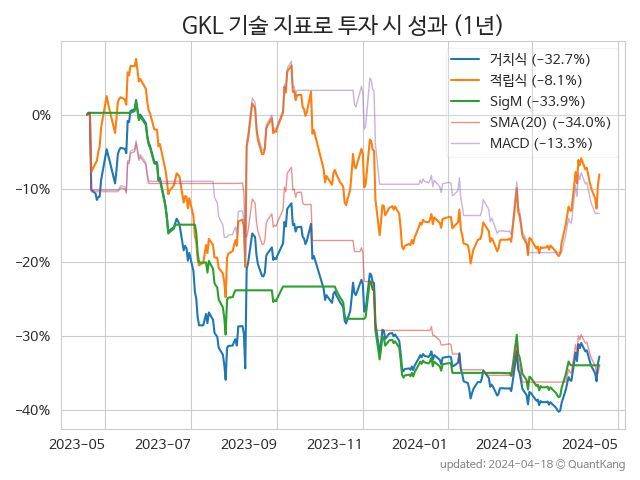 GKL 기술 지표로 투자 시 성과 (1년)
거치식 (−32.7%)
적립식 (−8.1%)
SigM (−33.9%)
SMA(20) (−34.0%)
MACD (−13.3%)
0%
−10%
−20%
−30%
−40%
2023-05 2023-07 2023-09 2023-11 2024-01 2024-03 2024-05
updated: 2024-04-18 © QuantKang